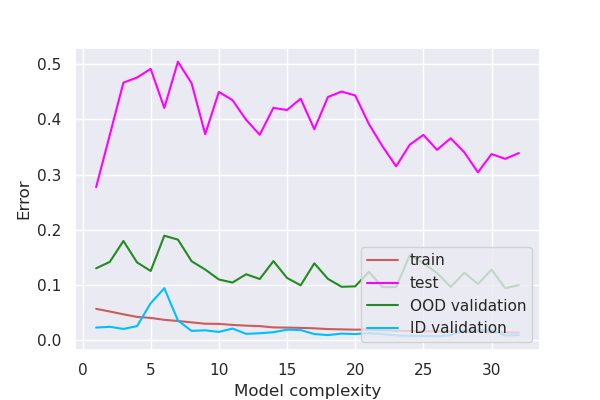 0.5
0.4
0.3
0.2
0.1
0.0
Error
0
5
10
15
20
25
30
Model complexity
train
test
OOD validation
ID validation